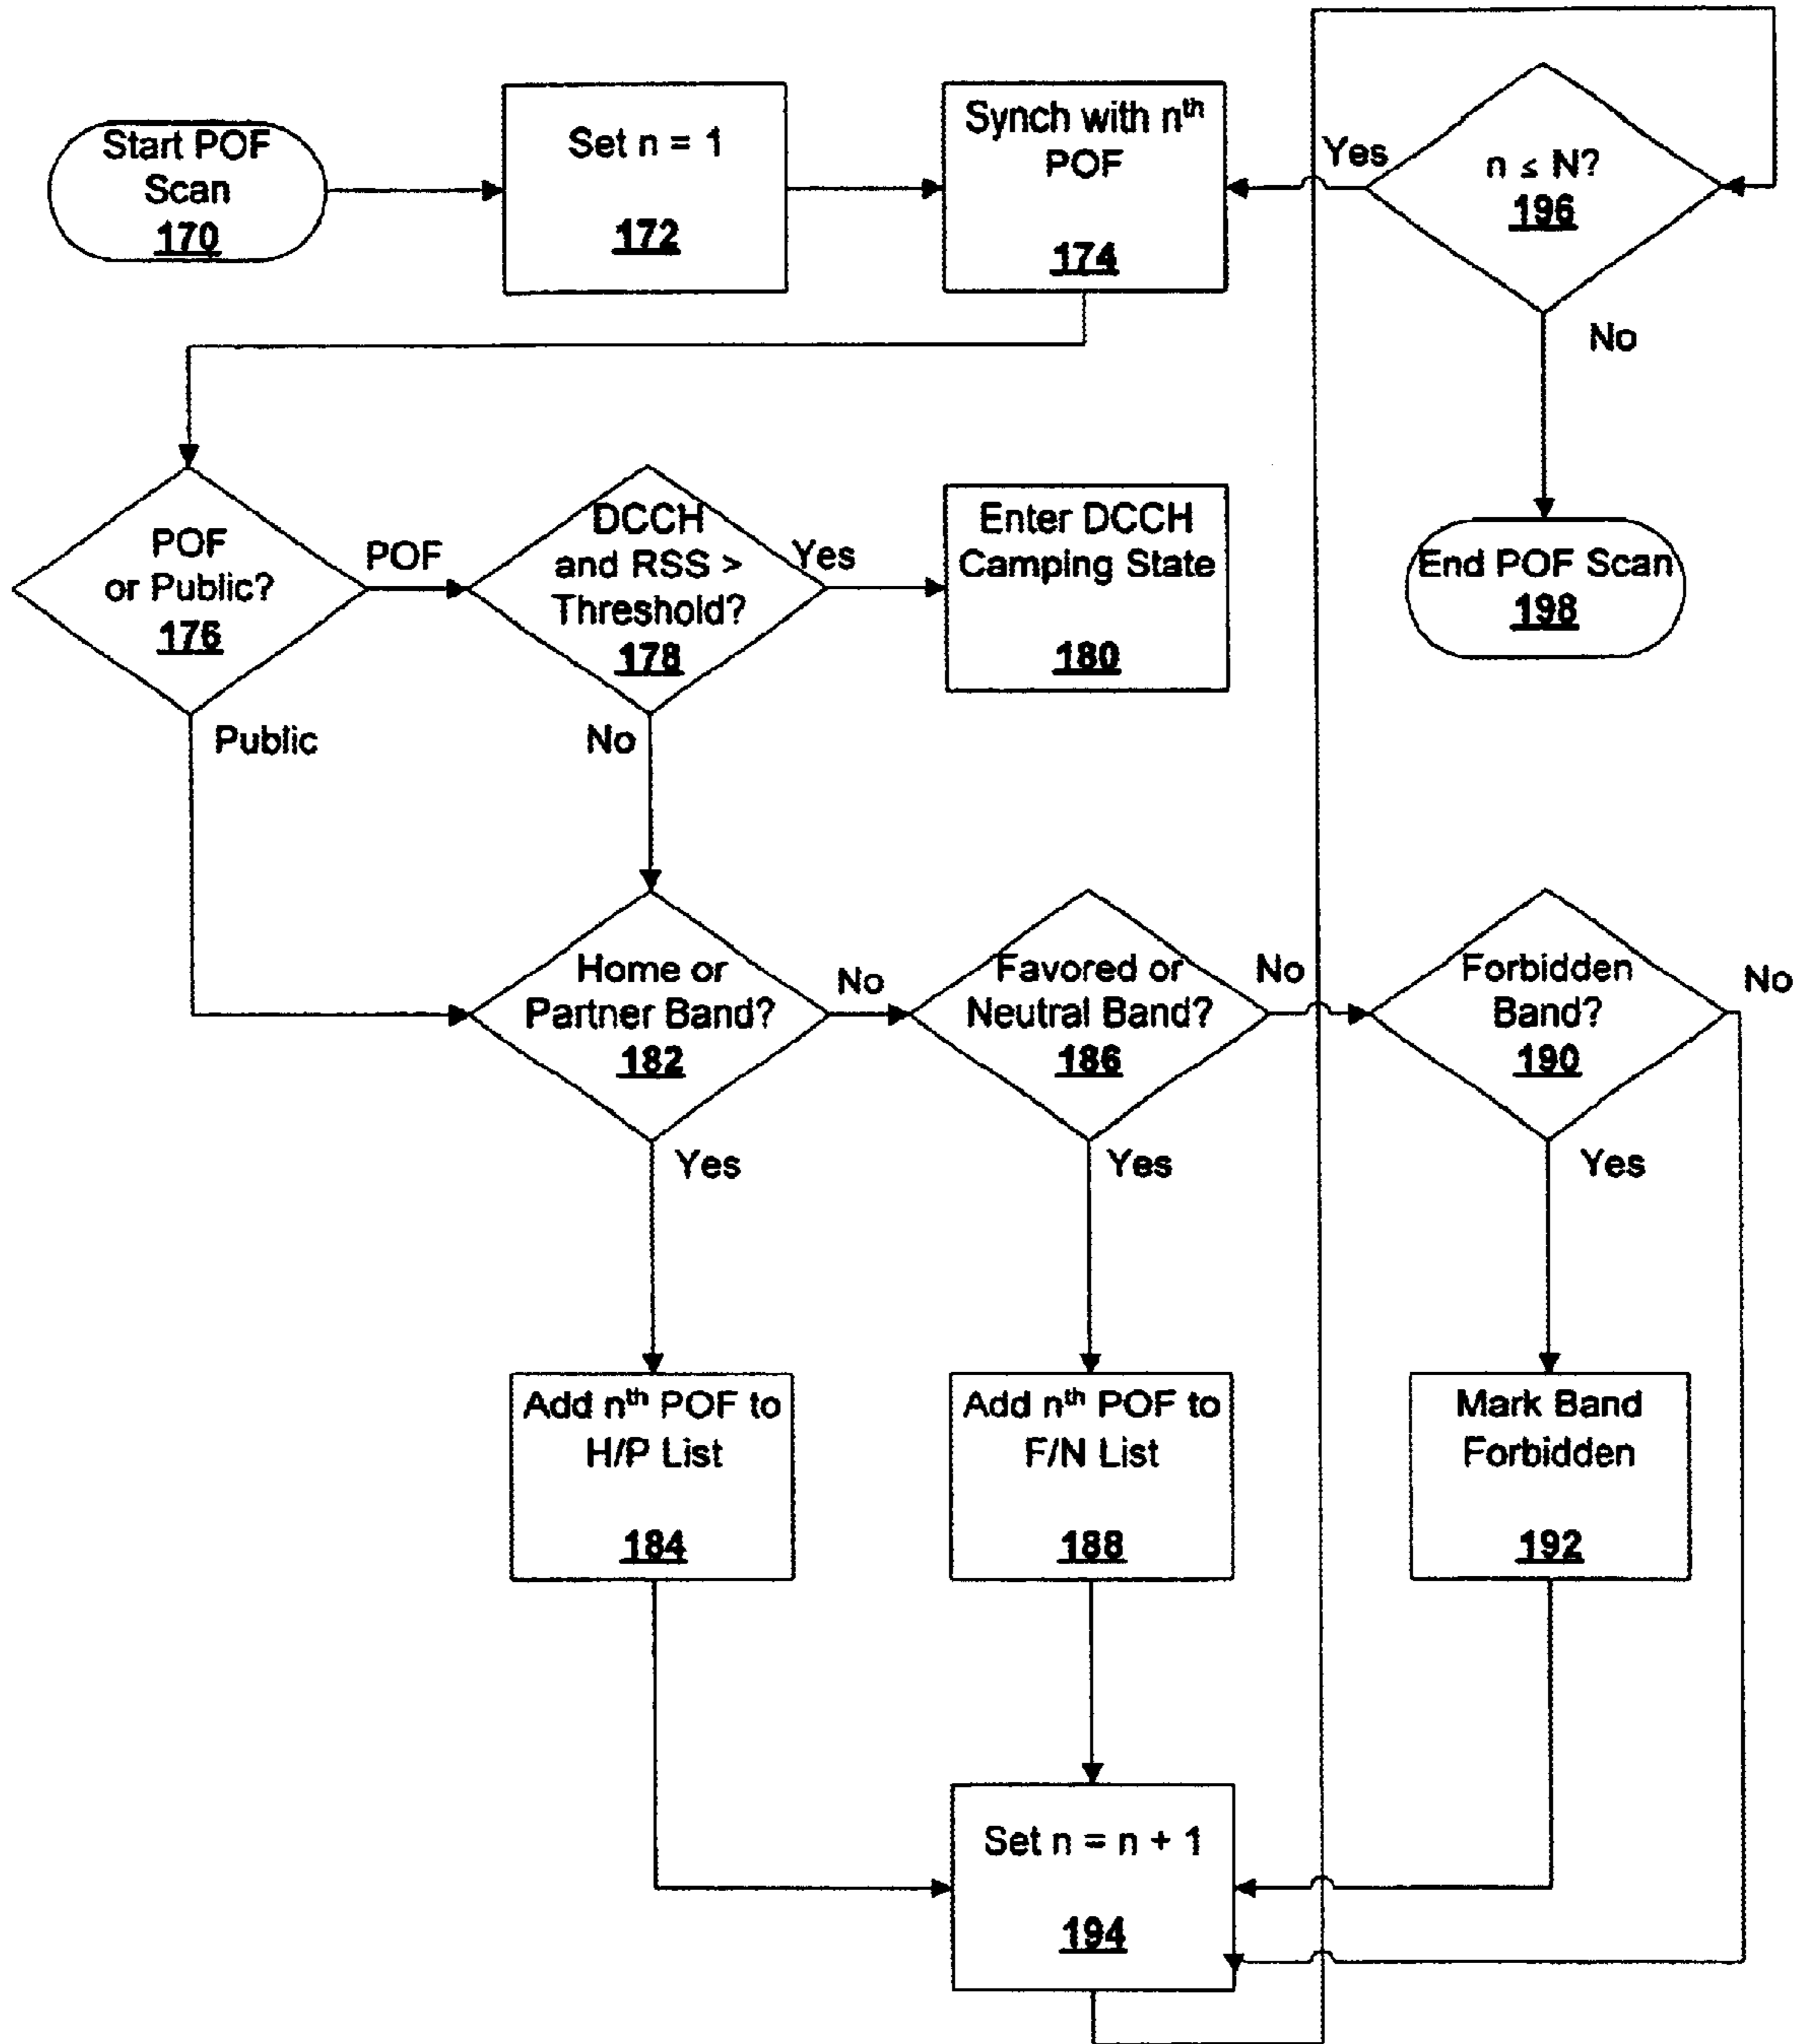 Start POF
Scan
170
Set n = 1
172
Synch with nth
POF
174
Yes
n ≤ N?
196
No
POF
or Public?
176
POF
DCCH
and RSS >
Threshold?
178
Yes
Enter DCCH
Camping State
180
End POF Scan
198
Public
No
Home or
Partner Band?
182
No
Favored or
Neutral Band?
186
No
Forbidden
Band?
190
No
Yes
Yes
Yes
Add nth POF to
H/P List
184
Add nth POF to
F/N List
188
Mark Band
Forbidden
192
Set n = n + 1
194